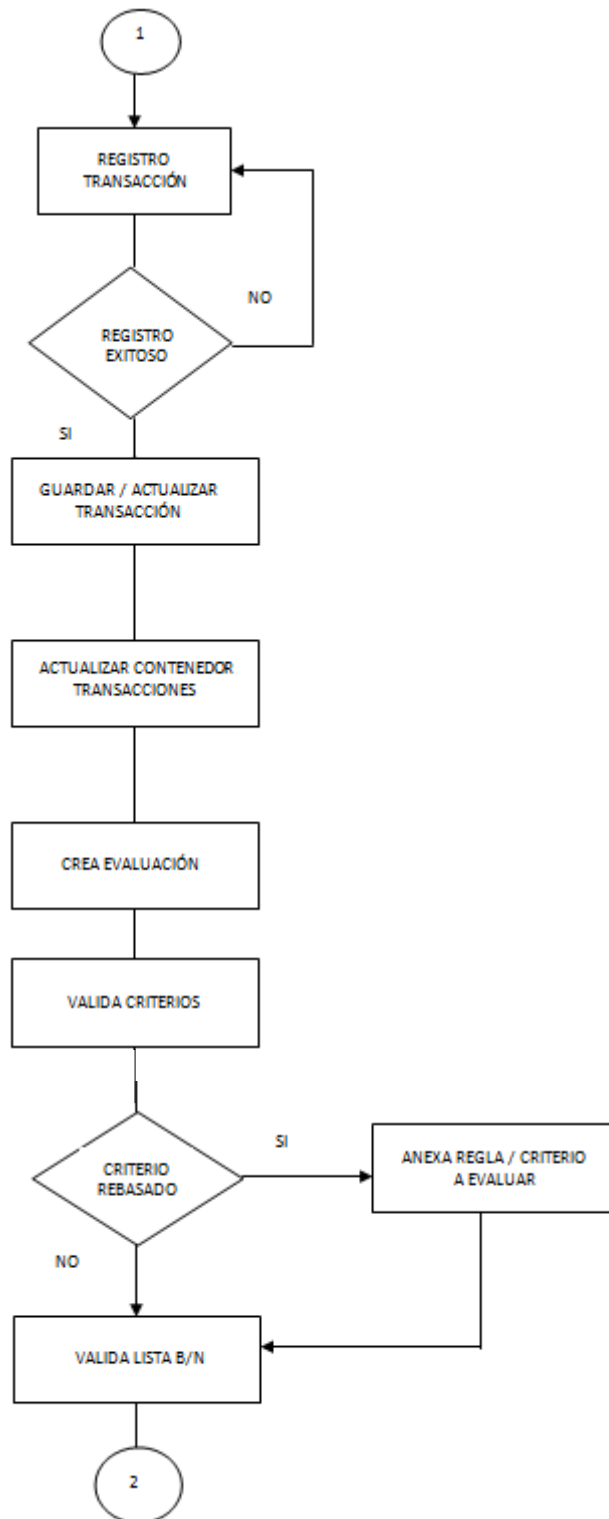 1
REGISTRO
TRANSACCIÓN
NO
REGISTRO
EXITOSO
SI
GUARDAR / ACTUALIZAR
TRANSACCIÓN
ACTUALIZAR CONTENEDOR
TRANSACCIONES
CREA EVALUACIÓN
VALIDA CRITERIOS
CRITERIO
REBASADO
SI
ANEXA REGLA / CRITERIO
A EVALUAR
NO
VALIDA LISTA B/N
2